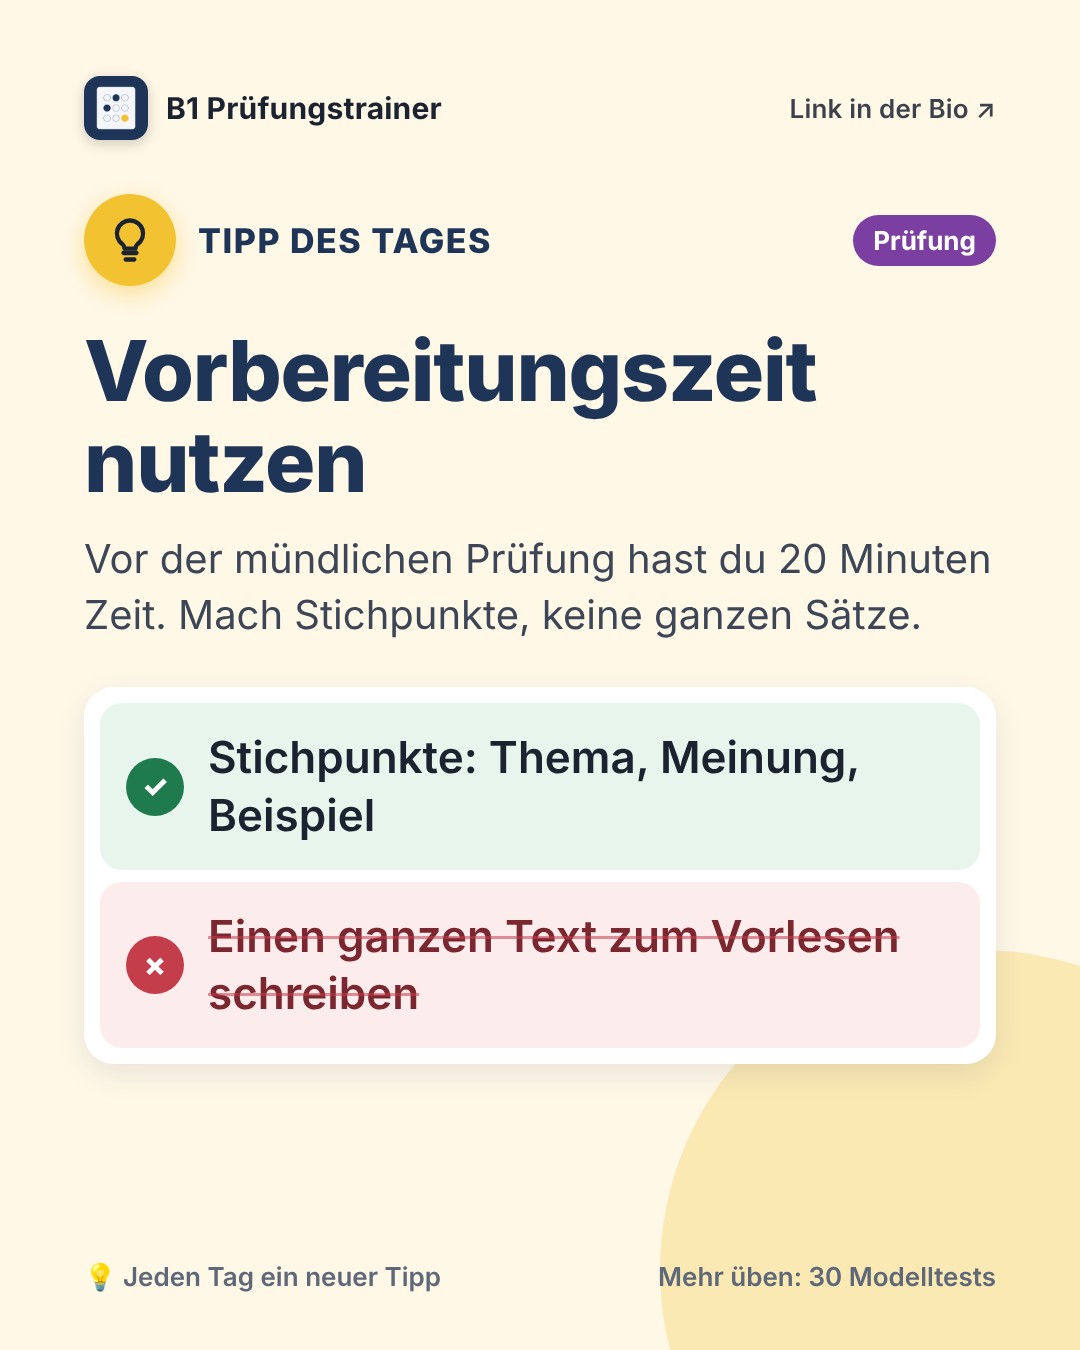 B1 Prüfungstrainer
Link in der Bio ↗
TIPP DES TAGES
Prüfung
Vorbereitungszeit
nutzen
Vor der mündlichen Prüfung hast du 20 Minuten
Zeit. Mach Stichpunkte, keine ganzen Sätze.
Stichpunkte: Thema, Meinung,
Beispiel
Einen ganzen Text zum Vorlesen
schreiben
💡 Jeden Tag ein neuer Tipp
Mehr üben: 30 Modelltests